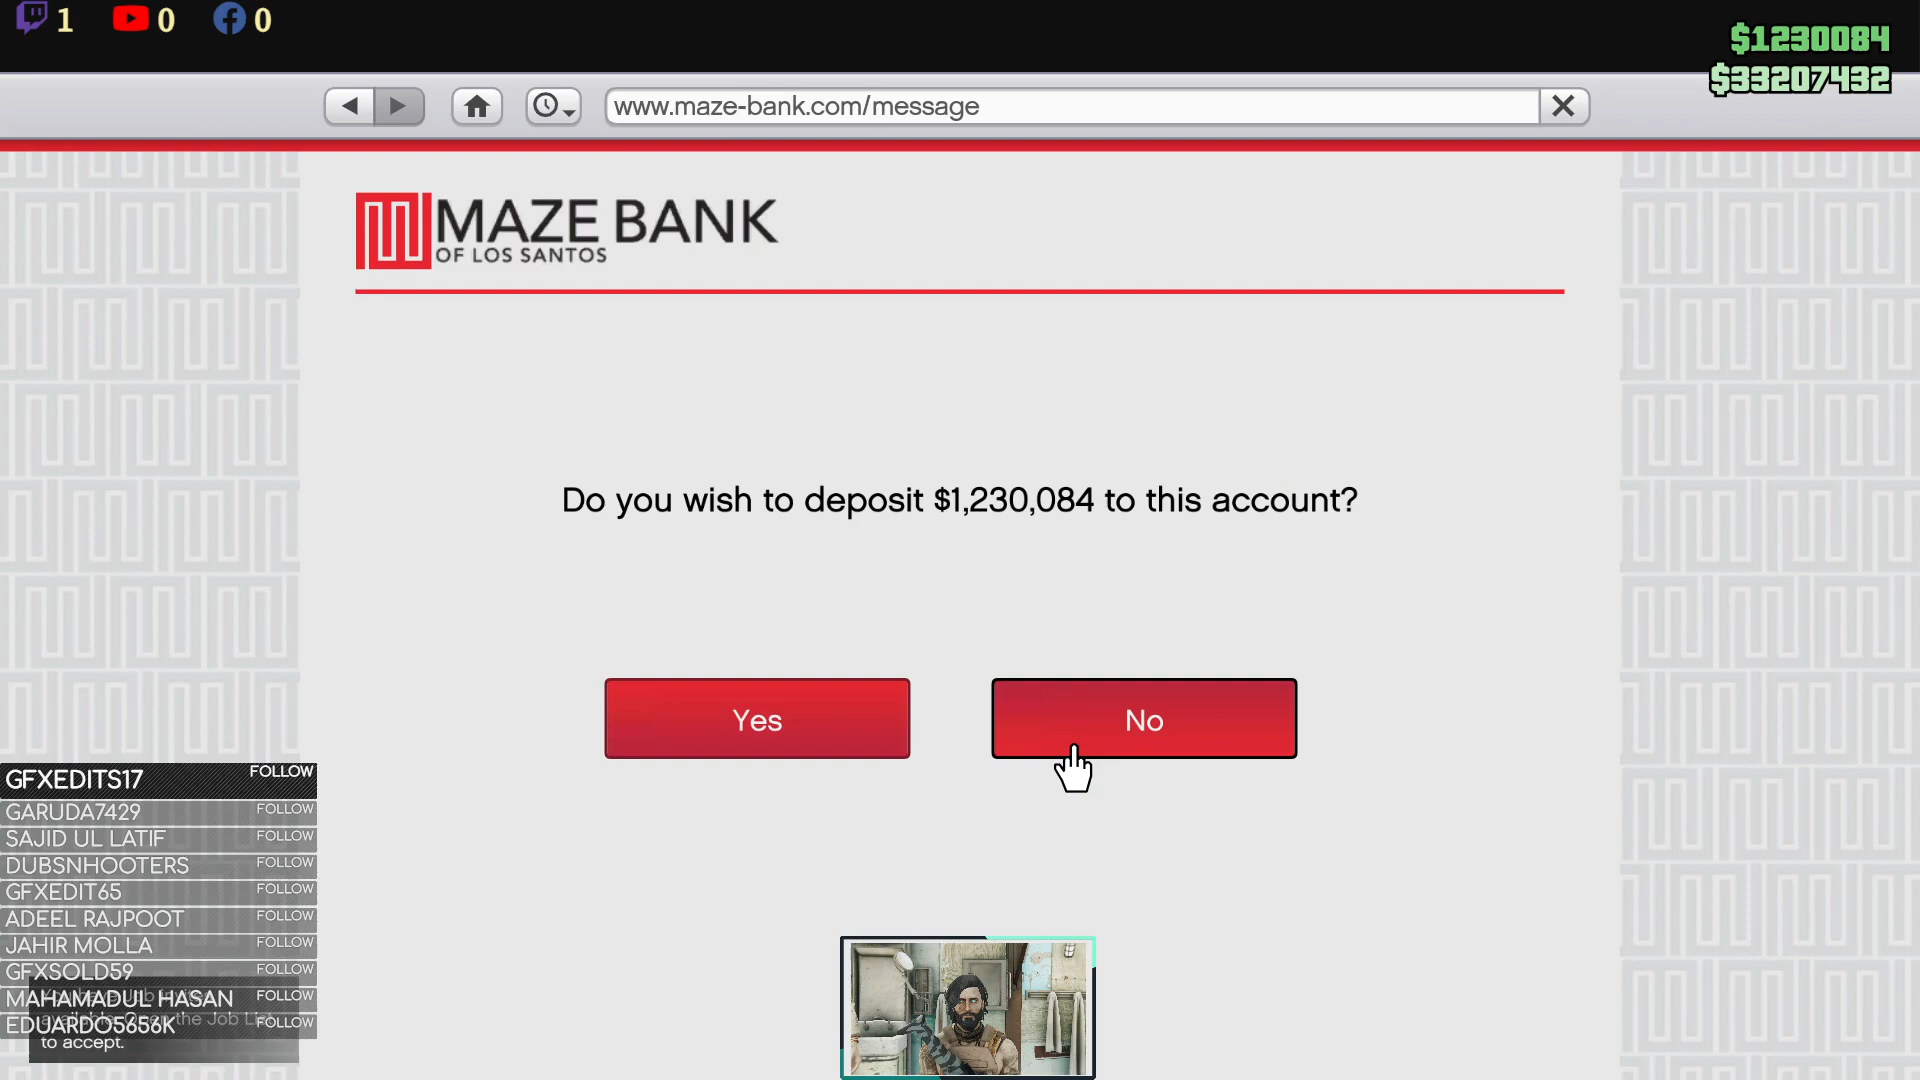 1 0 0
$1230084
$33207432
www.maze-bank.com/message
MAZE BANK
OF LOS SANTOS
Do you wish to deposit $1,230,084 to this account?
Yes No
GFXEDITS17 FOLLOW
GARUDA7429 FOLLOW
SAJID UL LATIF FOLLOW
DUBSNHOOTERS FOLLOW
GFXEDIT65 FOLLOW
ADEEL RAJPOOT FOLLOW
JAHIR MOLLA FOLLOW
GFXSOLD59 FOLLOW
MAHAMADUL HASAN FOLLOW
EDUARDO5656K FOLLOW
to accept.